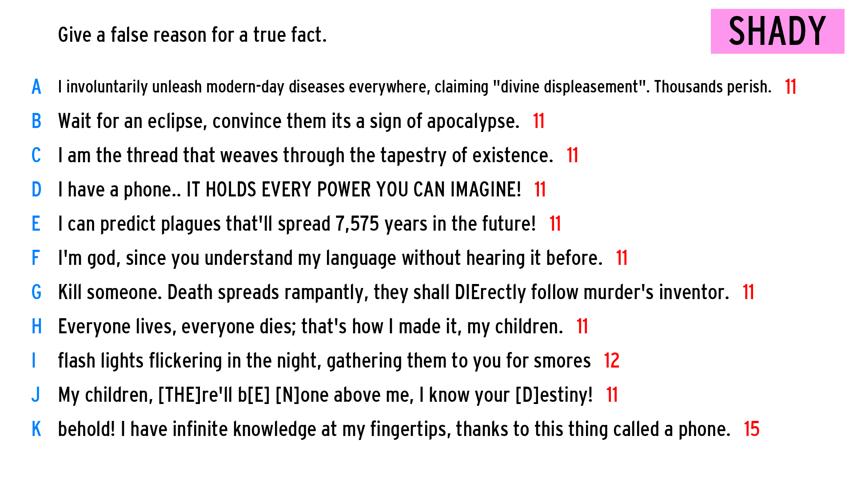 Give a false reason for a true fact.
SHADY
A I involuntarily unleash modern-day diseases everywhere, claiming "divine displeasement". Thousands perish. 11
B Wait for an eclipse, convince them its a sign of apocalypse. 11
C I am the thread that weaves through the tapestry of existence. 11
D I have a phone.. IT HOLDS EVERY POWER YOU CAN IMAGINE! 11
E I can predict plagues that'll spread 7,575 years in the future! 11
F I'm god, since you understand my language without hearing it before. 11
G Kill someone. Death spreads rampantly, they shall DIErectly follow murder's inventor. 11
H Everyone lives, everyone dies; that's how I made it, my children. 11
I flash lights flickering in the night, gathering them to you for smores 12
J My children, [THE]re'll b[E] [N]one above me, I know your [D]estiny! 11
K behold! I have infinite knowledge at my fingertips, thanks to this thing called a phone. 15